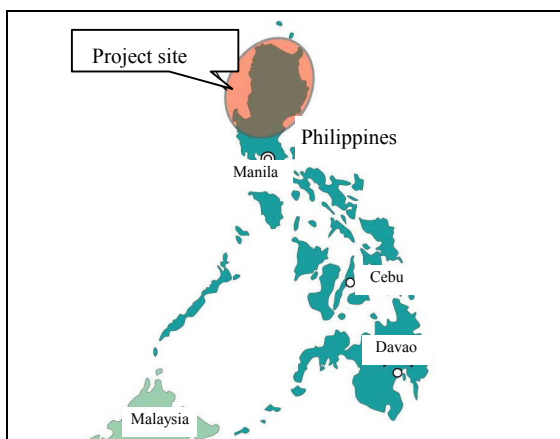 Project site
Philippines
Manila
Cebu
Davao
Malaysia